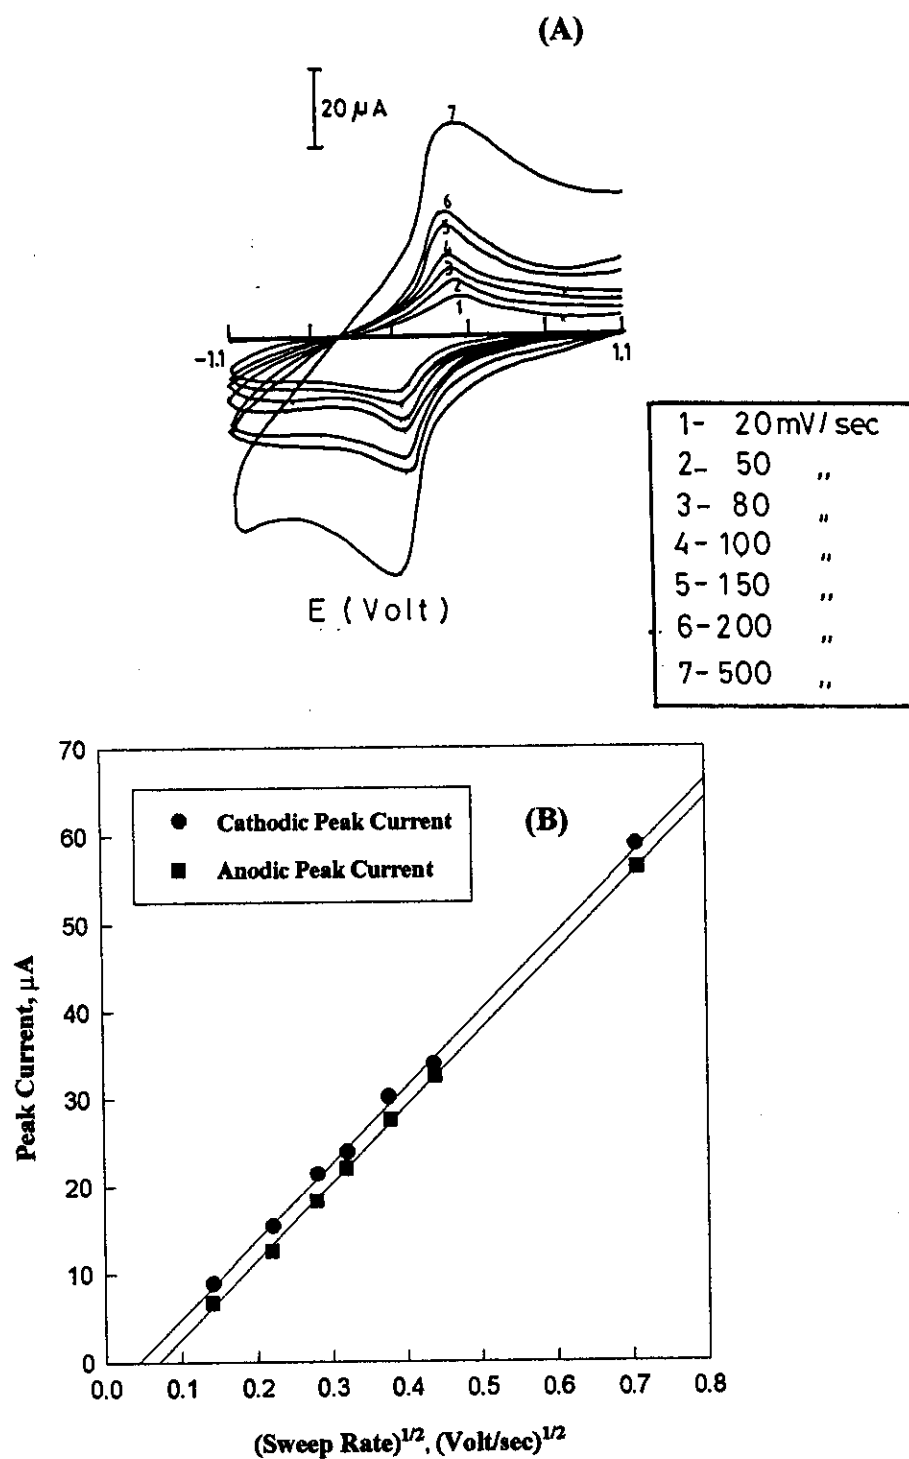 (A)
20 μA
7
6
5
4
3
2
1
-1.1
1.1
E (Volt)
1- 20 mV/sec
2- 50 ,,
3- 80 ,,
4- 100 ,,
5- 150 ,,
6- 200 ,,
7- 500 ,,
(B)
Cathodic Peak Current
Anodic Peak Current
Peak Current, μA
70
60
50
40
30
20
10
0
0.0 0.1 0.2 0.3 0.4 0.5 0.6 0.7 0.8
(Sweep Rate)^1/2, (Volt/sec)^1/2